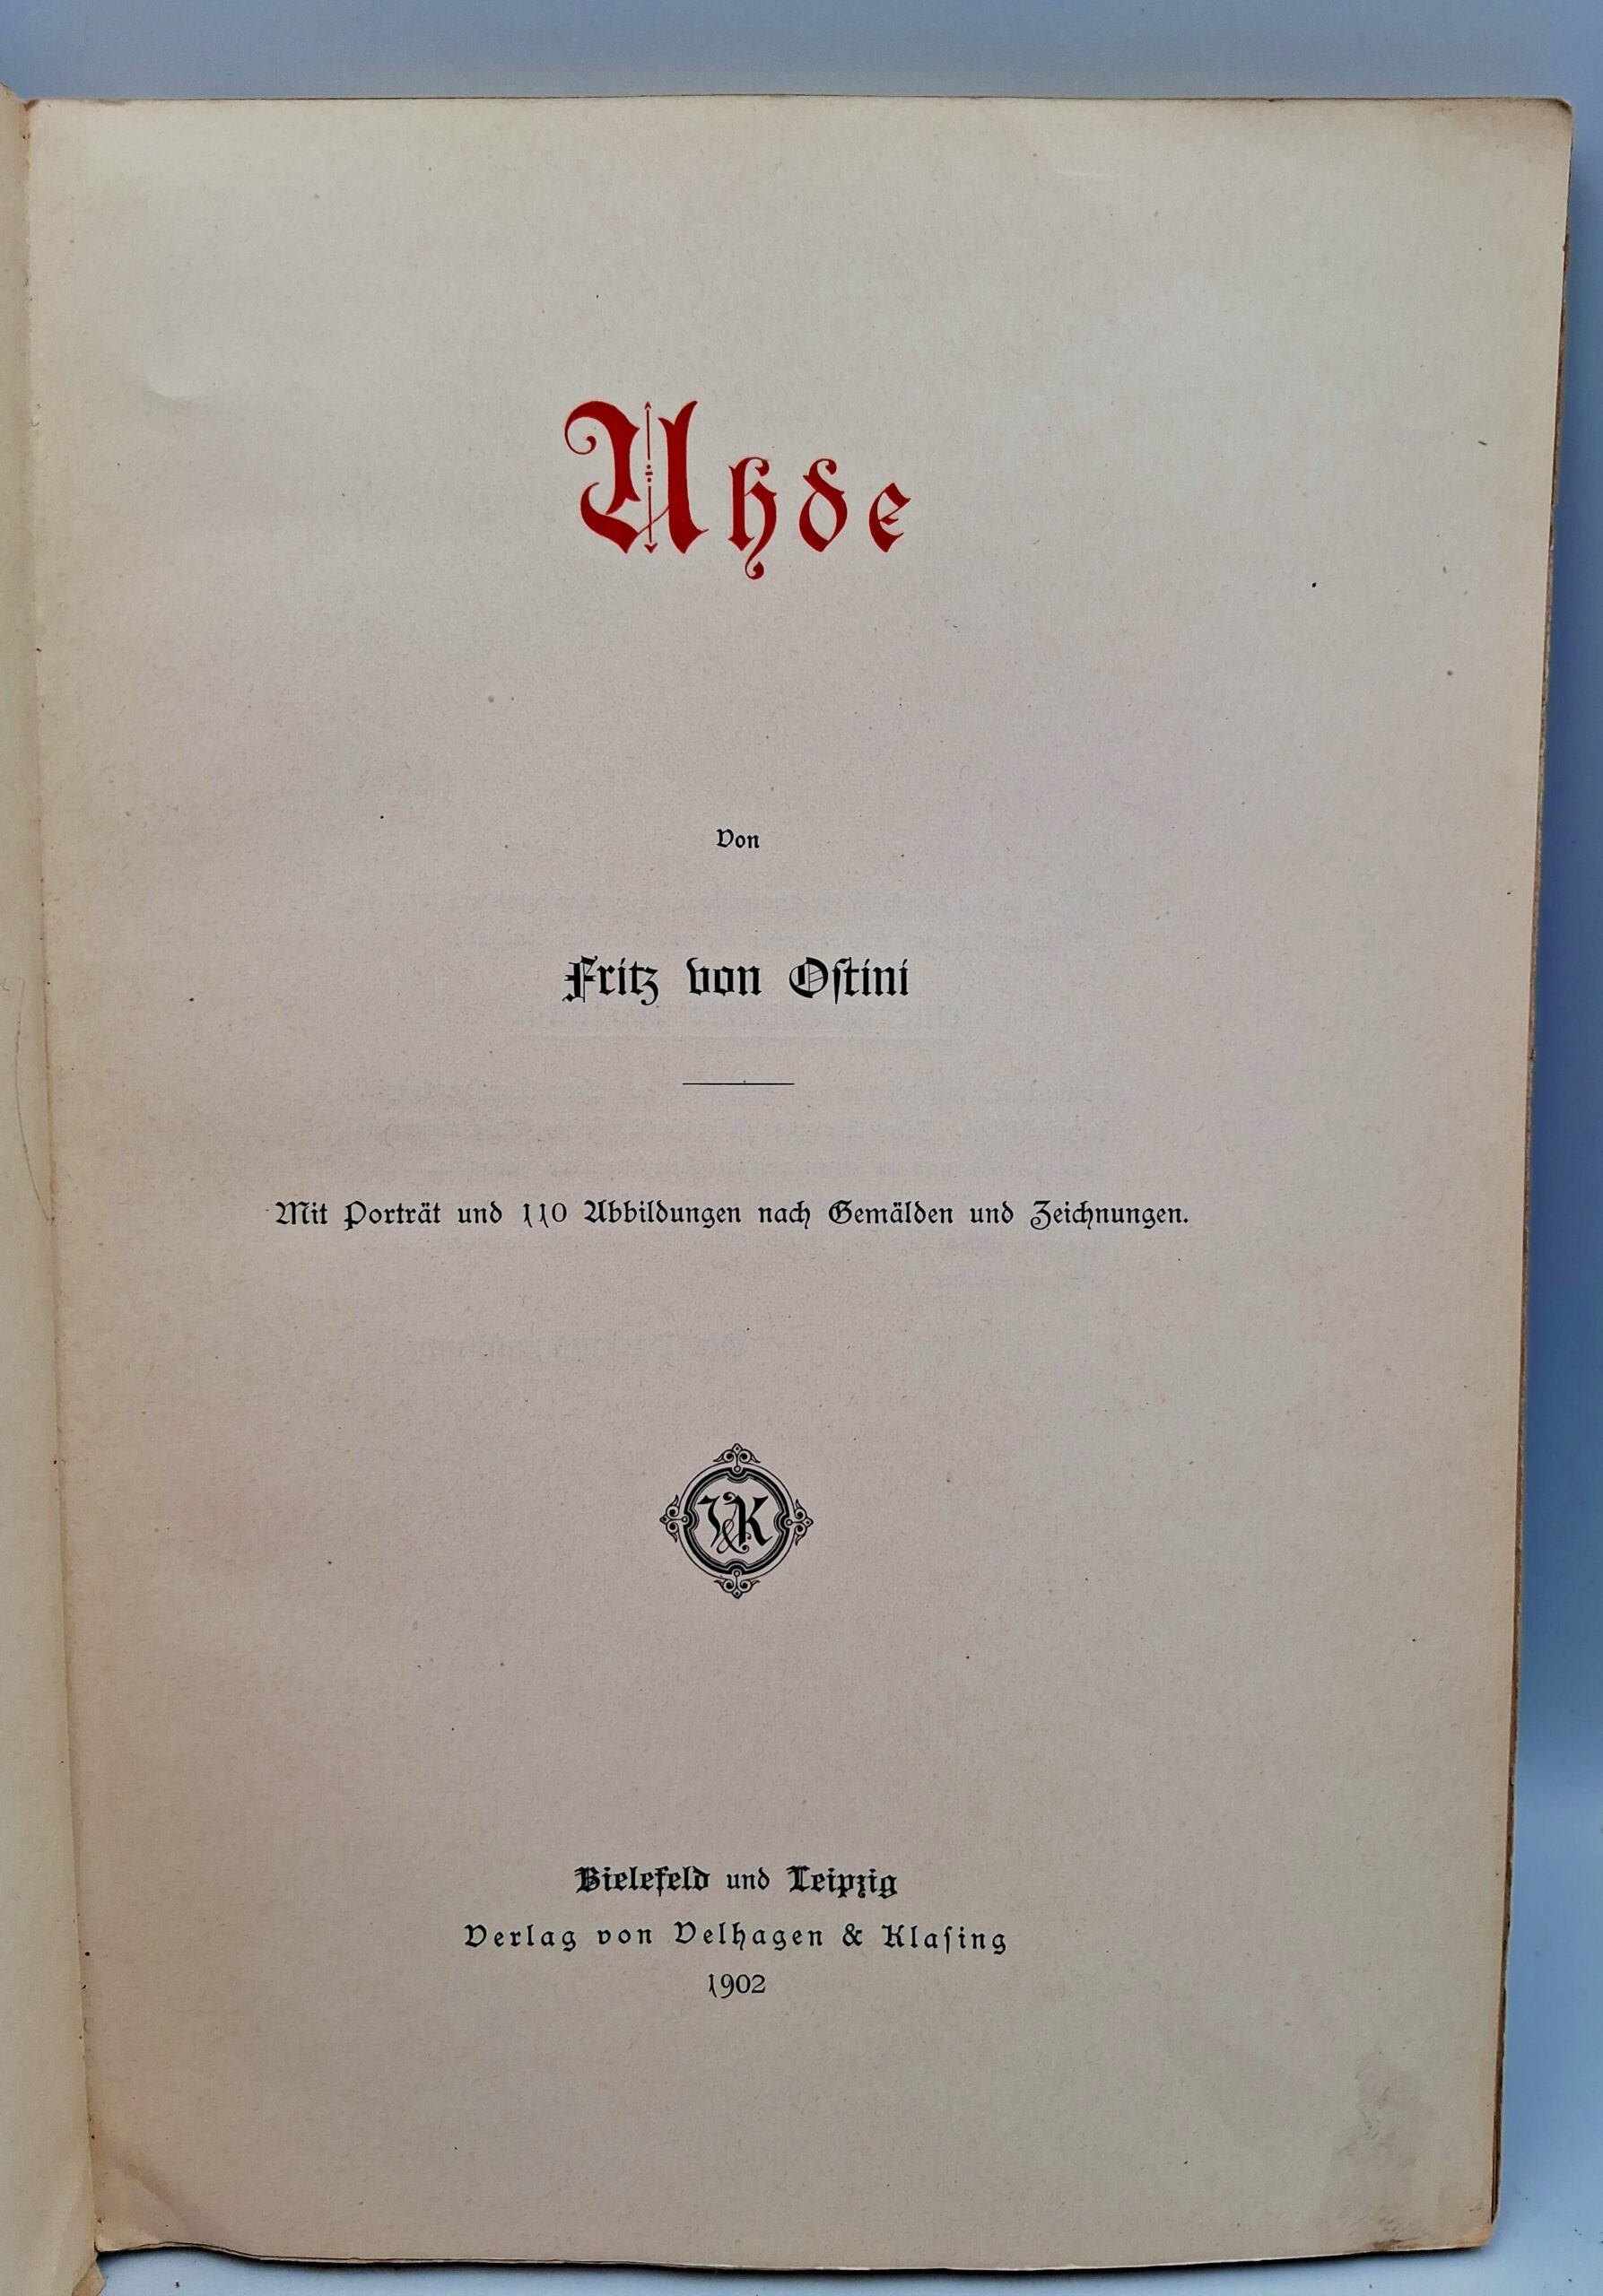 Uhde
Von
Fritz von Oſtini
Mit Porträt und 110 Abbildungen nach Gemälden und Zeichnungen.
V&K
Bielefeld und Leipzig
Verlag von Velhagen & Klaſing
1902